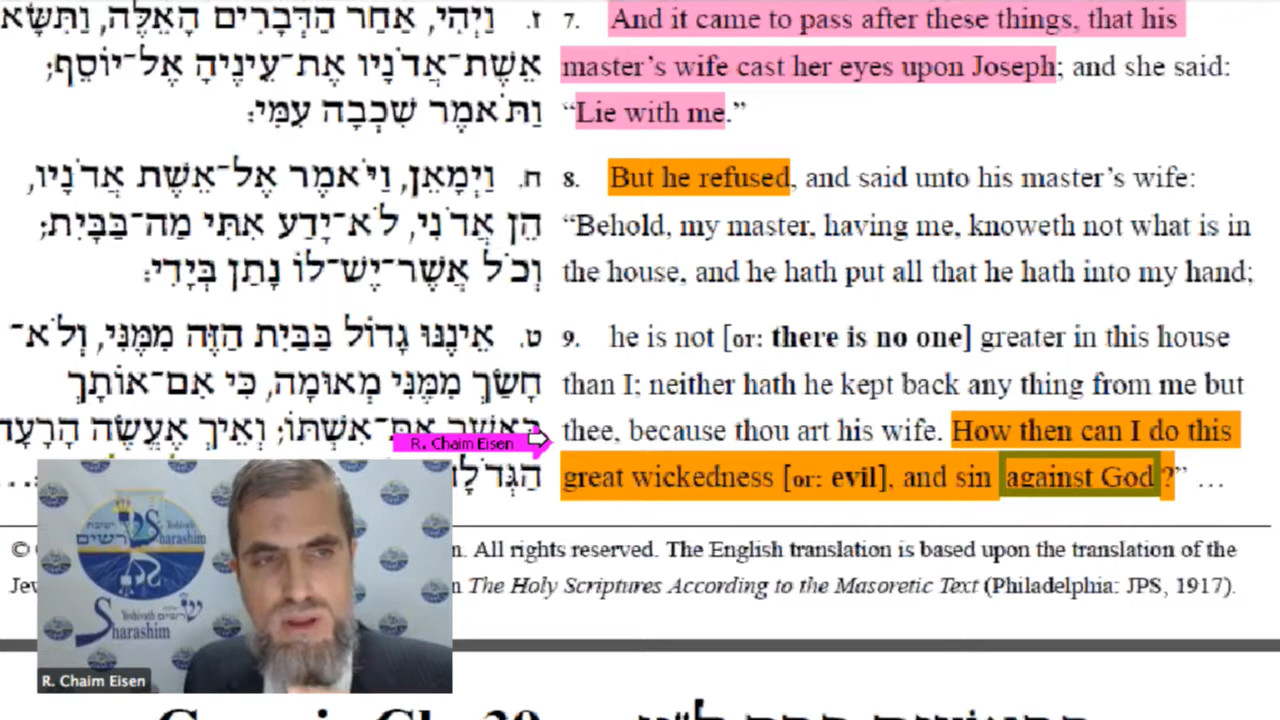 ז. וַיְהִי, אַחַר הַדְּבָרִים הָאֵלֶּה, וַתִּשָּׂא
אֵשֶׁת־אֲדֹנָיו אֶת־עֵינֶיהָ אֶל־יוֹסֵף;
וַתֹּאמֶר שִׁכְבָה עִמִּי:
7. And it came to pass after these things, that his
master’s wife cast her eyes upon Joseph; and she said:
“Lie with me.”
ח. וַיְמָאֵן, וַיֹּאמֶר אֶל־אֵשֶׁת אֲדֹנָיו,
הֵן אֲדֹנִי, לֹא־יָדַע אִתִּי מַה־בַּבָּיִת;
וְכֹל אֲשֶׁר־יֶשׁ־לוֹ נָתַן בְּיָדִי:
8. But he refused, and said unto his master’s wife:
“Behold, my master, having me, knoweth not what is in
the house, and he hath put all that he hath into my hand;
ט. אֵינֶנּוּ גָדוֹל בַּבַּיִת הַזֶּה מִמֶּנִּי, וְלֹא־
חָשַׂךְ מִמֶּנִּי מְאוּמָה, כִּי אִם־אוֹתָךְ
בַּאֲשֶׁר אַתְּ־אִשְׁתּוֹ; וְאֵיךְ אֶעֱשֶׂה הָרָעָה
9. he is not [or: there is no one] greater in this house
than I; neither hath he kept back any thing from me but
thee, because thou art his wife. How then can I do this
great wickedness [or: evil], and sin against God?” …
R. Chaim Eisen
© 
n. All rights reserved. The English translation is based upon the translation of the
n The Holy Scriptures According to the Masoretic Text (Philadelphia: JPS, 1917).
ישיבת
שרשים
Yeshivath
Sharashim
Yeshivath שרשים
Sharashim
R. Chaim Eisen